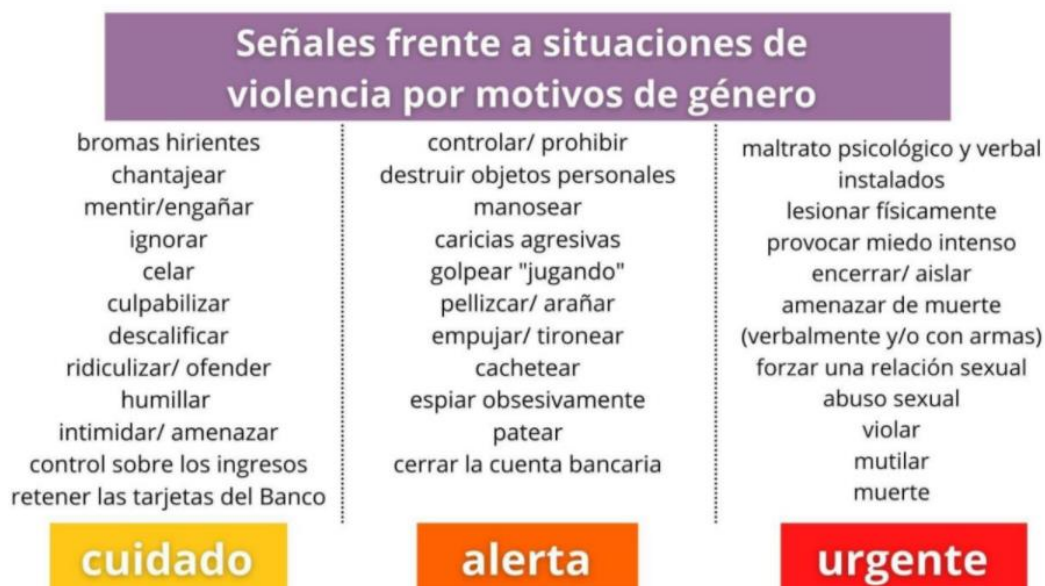 Señales frente a situaciones de
violencia por motivos de género
bromas hirientes
chantajear
mentir/engañar
ignorar
celar
culpabilizar
descalificar
ridiculizar/ ofender
humillar
intimidar/ amenazar
control sobre los ingresos
retener las tarjetas del Banco
cuidado
controlar/ prohibir
destruir objetos personales
manosear
caricias agresivas
golpear "jugando"
pellizcar/ arañar
empujar/ tironear
cachetear
espiar obsesivamente
patear
cerrar la cuenta bancaria
alerta
maltrato psicológico y verbal
instalados
lesionar físicamente
provocar miedo intenso
encerrar/ aislar
amenazar de muerte
(verbalmente y/o con armas)
forzar una relación sexual
abuso sexual
violar
mutilar
muerte
urgente